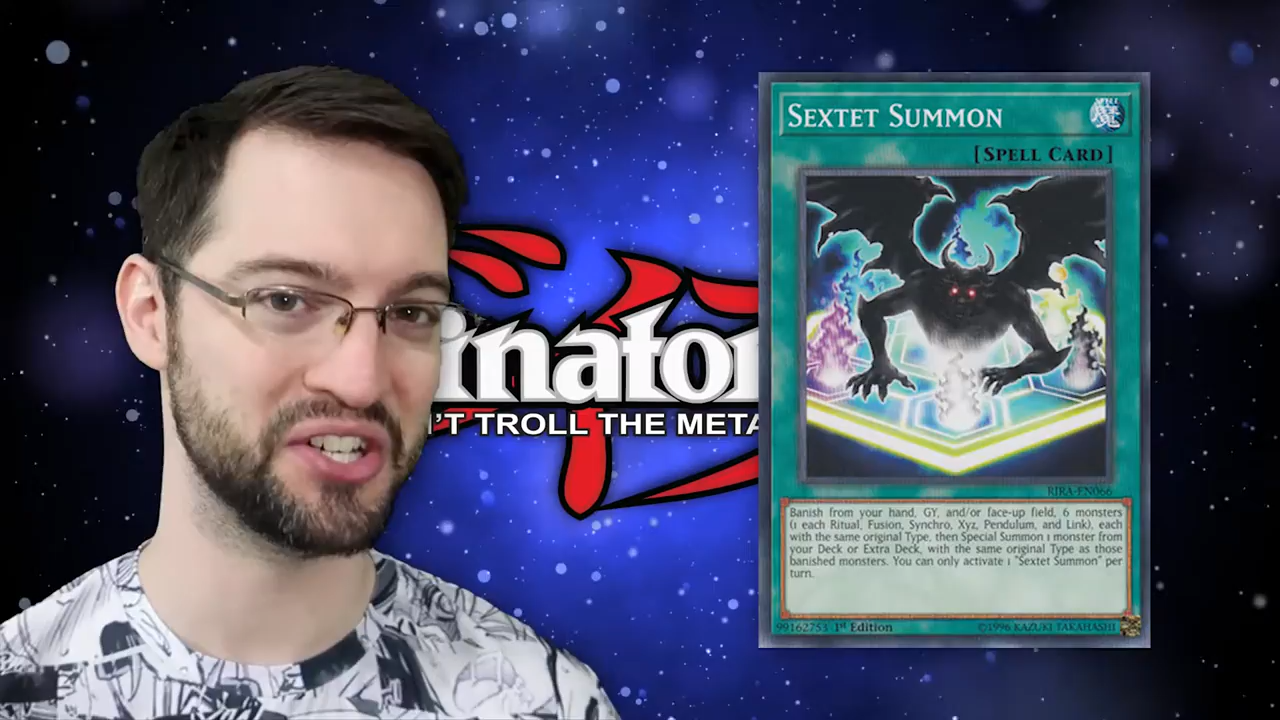 inator
'T TROLL THE META
SEXTET SUMMON
魔
[SPELL CARD]
RIRA-EN066
Banish from your hand, GY, and/or face-up field, 6 monsters
(1 each Ritual, Fusion, Synchro, Xyz, Pendulum, and Link), each
with the same original Type, then Special Summon 1 monster from
your Deck or Extra Deck, with the same original Type as those
banished monsters. You can only activate 1 "Sextet Summon" per
turn.
99162753 1st Edition
©1996 KAZUKI TAKAHASHI